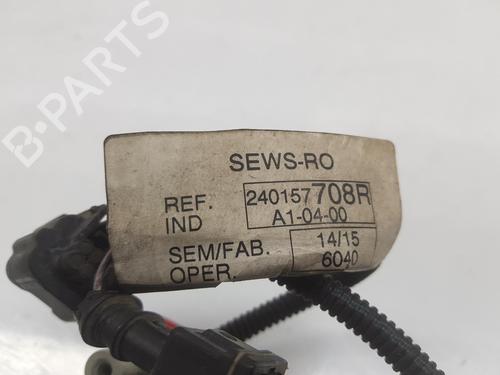 B-PARTS
SEWS-RO
REF. 240157708R
IND A1-04-00
SEM/FAB. 14/15
OPER. 6040